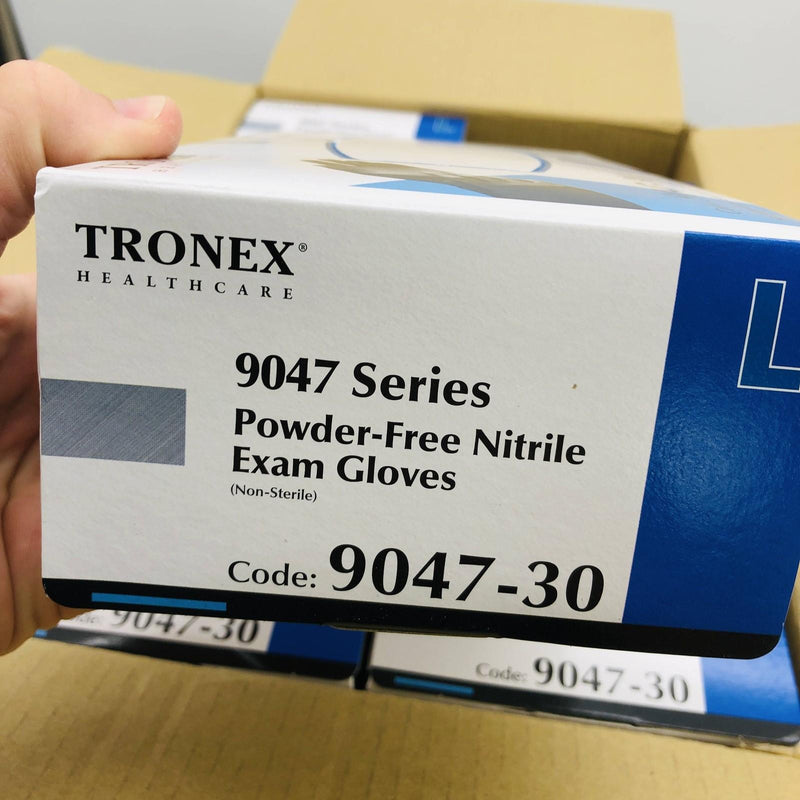 TRONEX®
HEALTHCARE
L
9047 Series
Powder-Free Nitrile
Exam Gloves
(Non-Sterile)
Code: 9047-30
9047-30
Code: 9047-30